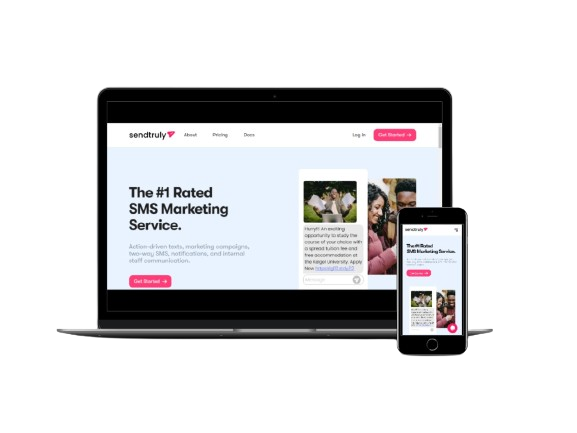 sendtruly
About
Pricing
Docs
Log In
Get Started →
The #1 Rated
SMS Marketing
Service.
Action-driven texts, marketing campaigns,
two-way SMS, notifications, and internal
staff communication.
Get Started →
Hurry!!! An exciting
opportunity to study the
course of your choice with
a spread tuition fee and
free accommodation at
the Kaigai University. Apply
Now
sendtruly
The #1 Rated
SMS Marketing Service.